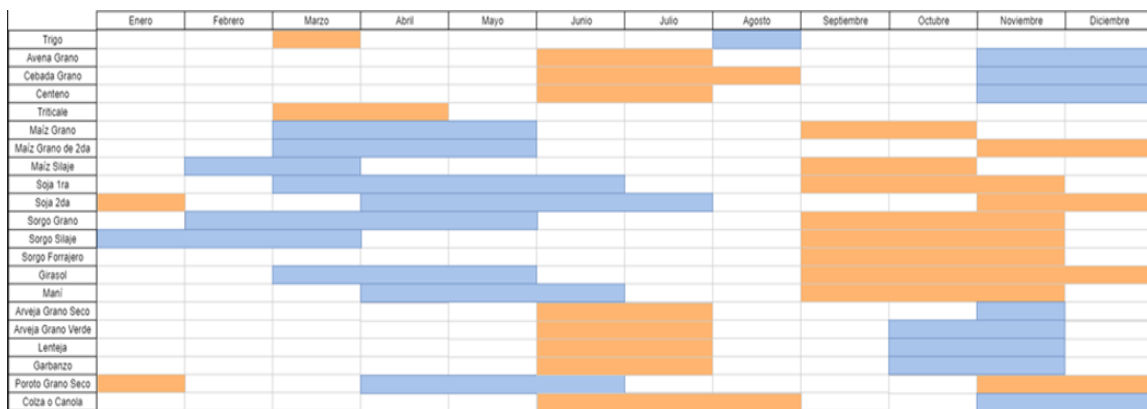 Enero Febrero Marzo Abril Mayo Junio Julio Agosto Septiembre Octubre Noviembre Diciembre
Trigo
Avena Grano
Cebada Grano
Centeno
Triticale
Maíz Grano
Maíz Grano de 2da
Maíz Silaje
Soja 1ra
Soja 2da
Sorgo Grano
Sorgo Silaje
Sorgo Forrajero
Girasol
Maní
Arveja Grano Seco
Arveja Grano Verde
Lenteja
Garbanzo
Poroto Grano Seco
Colza o Canola